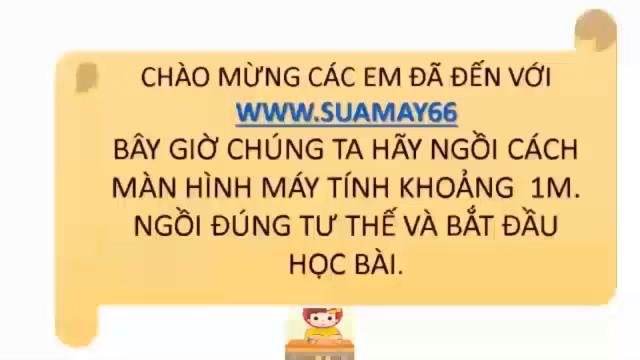 CHÀO MỪNG CÁC EM ĐÃ ĐẾN VỚI
WWW.SUAMAY66
BÂY GIỜ CHÚNG TA HÃY NGỒI CÁCH
MÀN HÌNH MÁY TÍNH KHOẢNG 1M.
NGỒI ĐÚNG TƯ THẾ VÀ BẮT ĐẦU
HỌC BÀI.